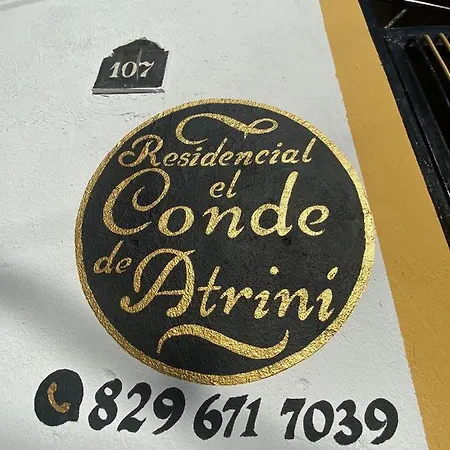 107
Residencial
el
Conde
de Atrini
829 671 7039